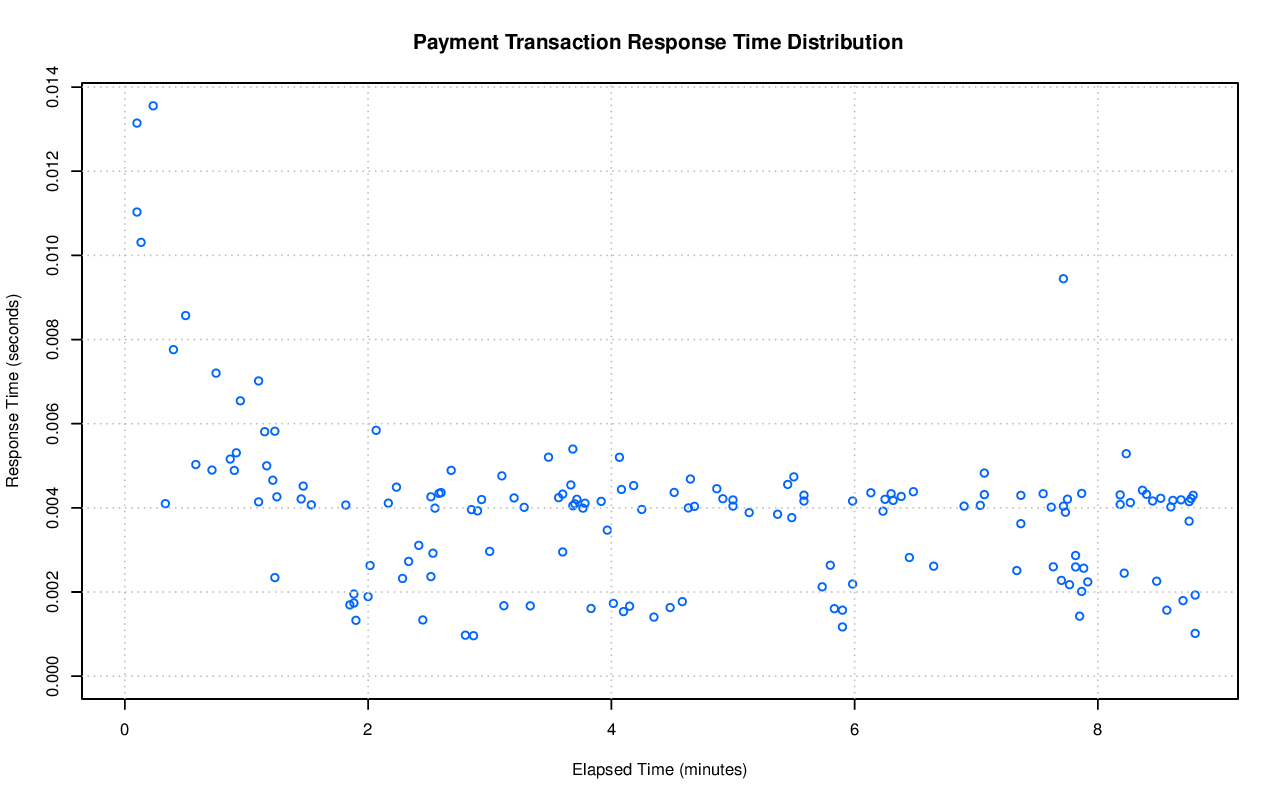 Payment Transaction Response Time Distribution
Response Time (seconds)
0.014
0.012
0.010
0.008
0.006
0.004
0.002
0.000
0 2 4 6 8
Elapsed Time (minutes)